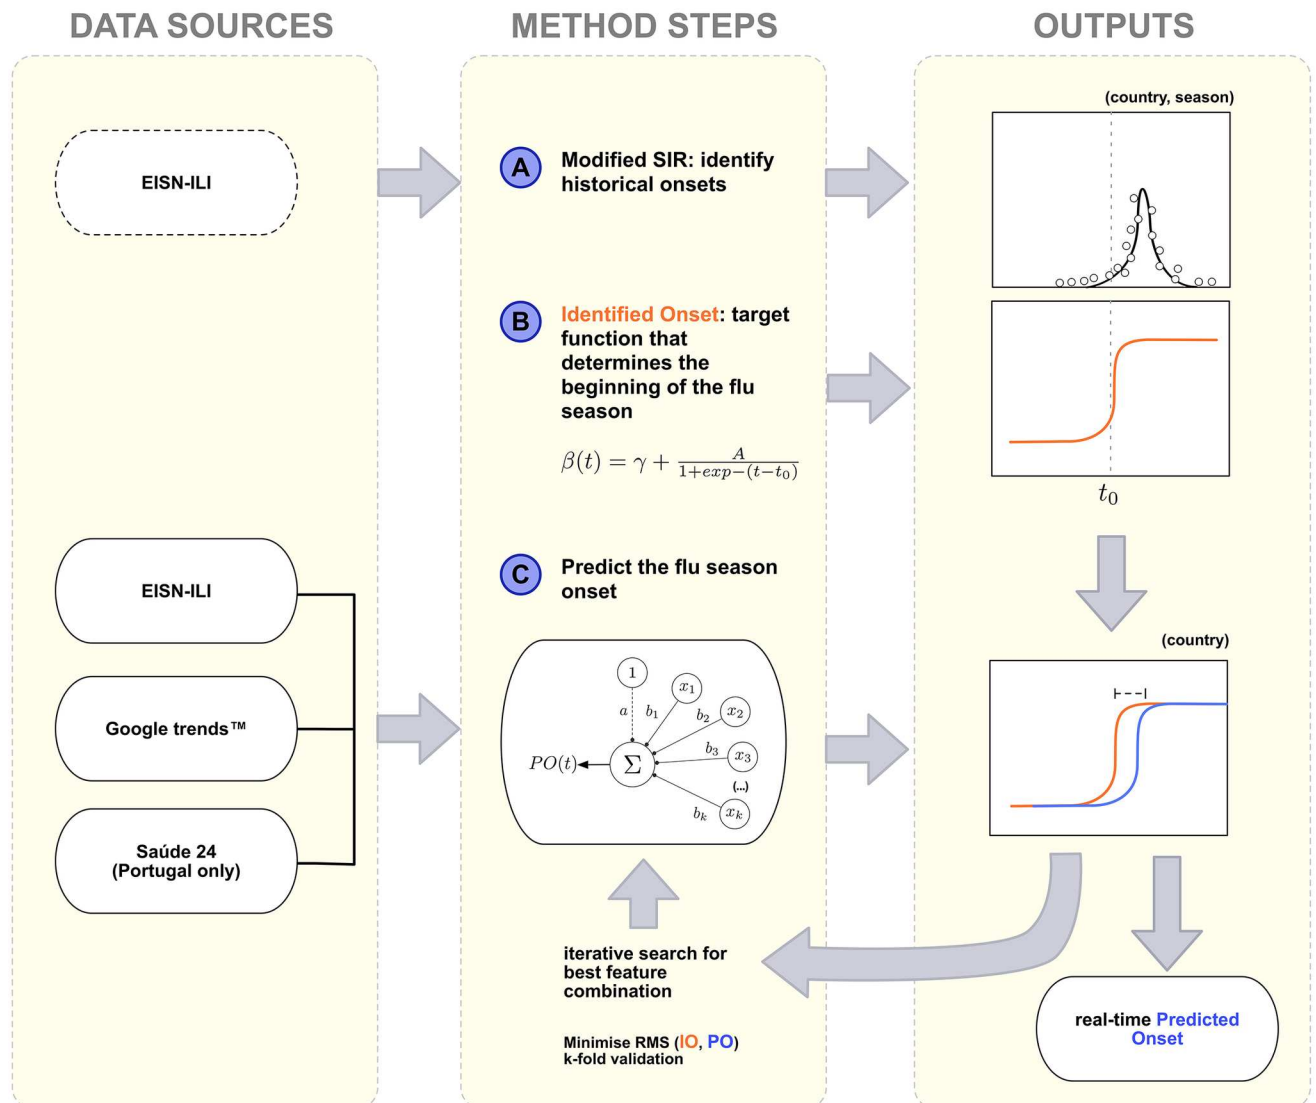 DATA SOURCES
METHOD STEPS
OUTPUTS
EISN-ILI
A
Modified SIR: identify
historical onsets
(country, season)
B
Identified Onset: target
function that
determines the
beginning of the flu
season
β(t) = γ + A / 1+exp−(t−t₀)
t₀
EISN-ILI
Google trends™
Saúde 24
(Portugal only)
C
Predict the flu season
onset
1
x₁
x₂
x₃
(...)
xₖ
a
b₁
b₂
b₃
bₖ
PO(t)
Σ
(country)
iterative search for
best feature
combination
Minimise RMS (IO, PO)
k-fold validation
real-time Predicted
Onset